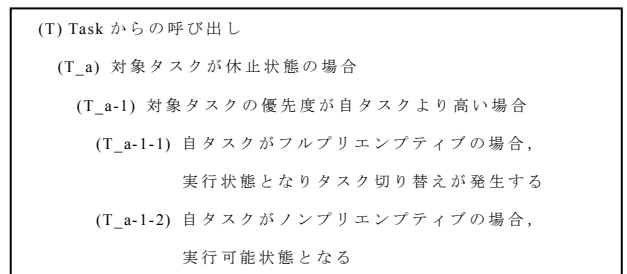 (T) Task からの呼び出し
(T_a) 対象タスクが休止状態の場合
(T_a-1) 対象タスクの優先度が自タスクより高い場合
(T_a-1-1) 自タスクがフルプリエンプティブの場合,
実行状態となりタスク切り替えが発生する
(T_a-1-2) 自タスクがノンプリエンプティブの場合,
実行可能状態となる